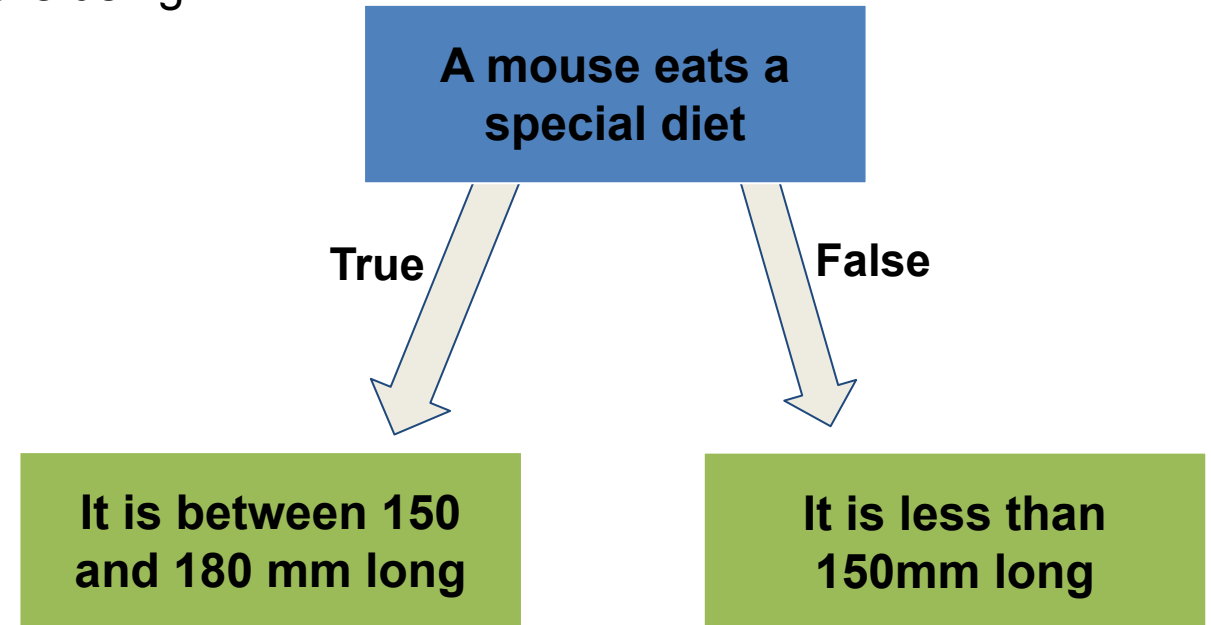 A mouse eats a
special diet
True
False
It is between 150
and 180 mm long
It is less than
150mm long